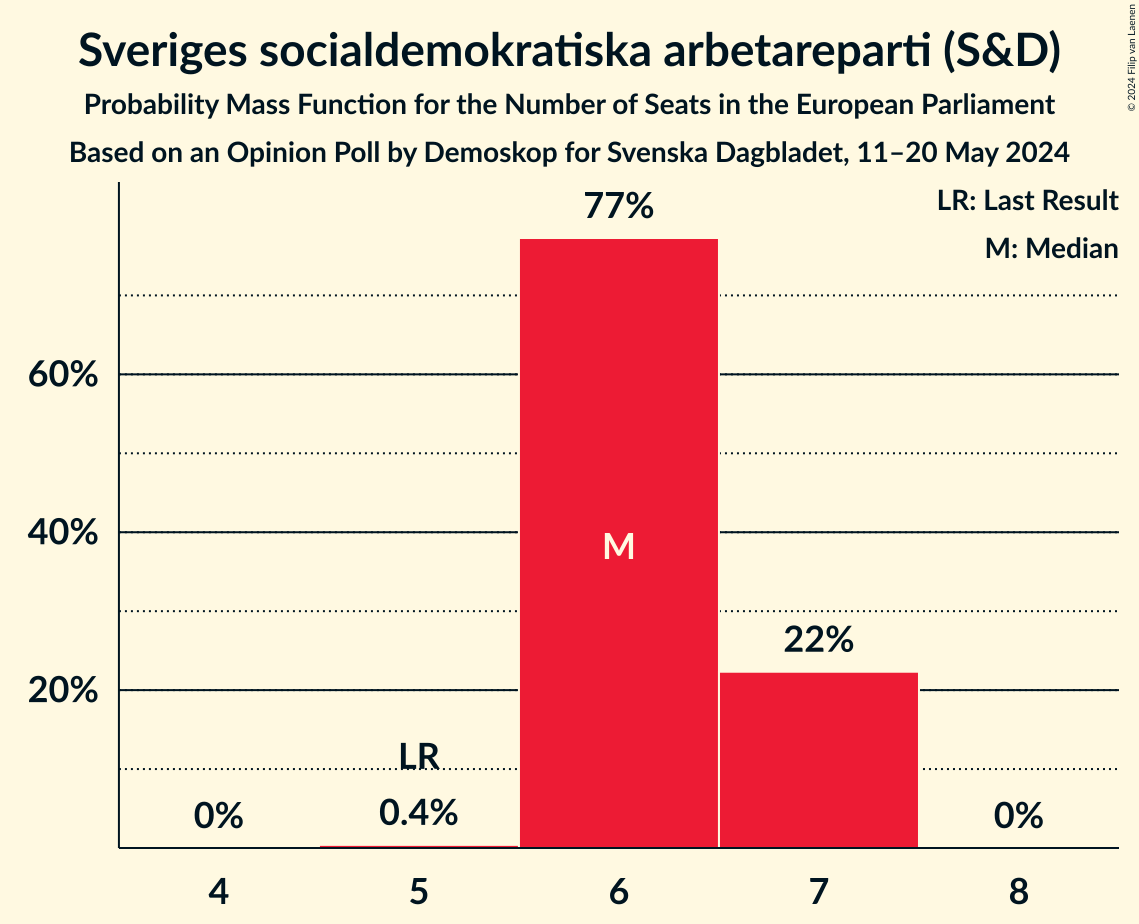 Sveriges socialdemokratiska arbetareparti (S&D)
Probability Mass Function for the Number of Seats in the European Parliament
Based on an Opinion Poll by Demoskop for Svenska Dagbladet, 11–20 May 2024
© 2024 Filip van Laenen
LR: Last Result
M: Median
77%
60%
40%
M
22%
20%
LR
0%
0.4%
0%
4
5
6
7
8